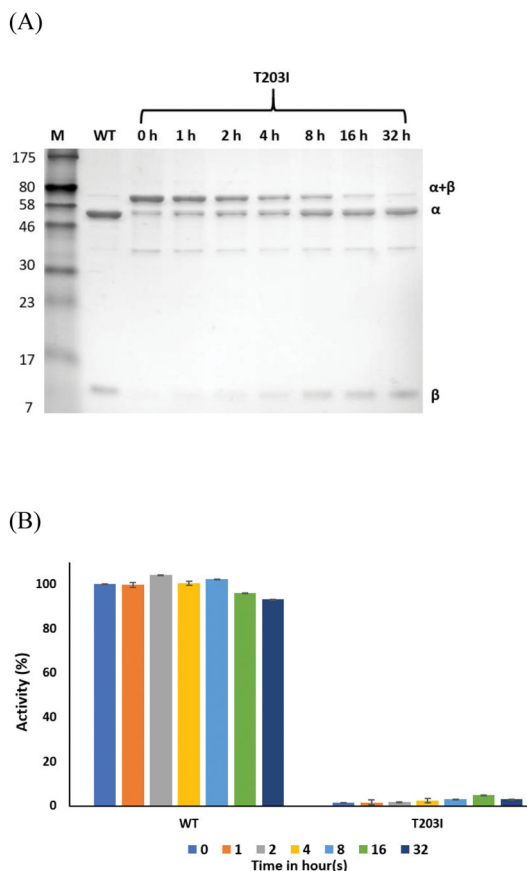 (A)
T203I
M WT 0 h 1 h 2 h 4 h 8 h 16 h 32 h
175
80
58
46
30
23
17
7
α+β
α
β
(B)
100
80
60
40
20
0
Activity (%)
WT T203I
0 1 2 4 8 16 32
Time in hour(s)